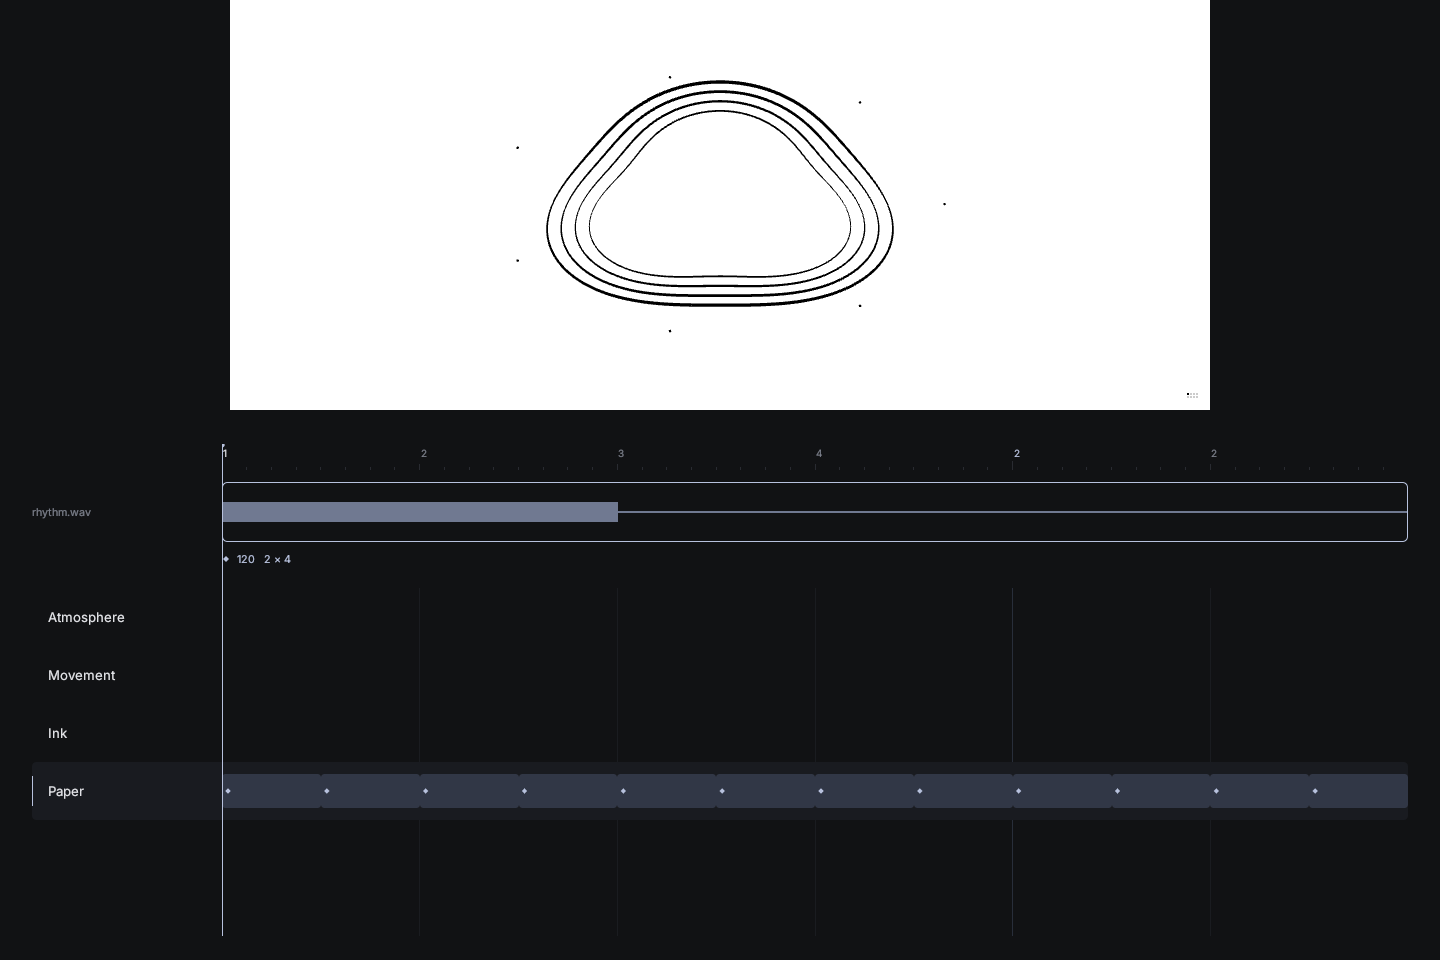 1 2 3 4 2 2
rhythm.wav
120 2 × 4
Atmosphere
Movement
Ink
Paper